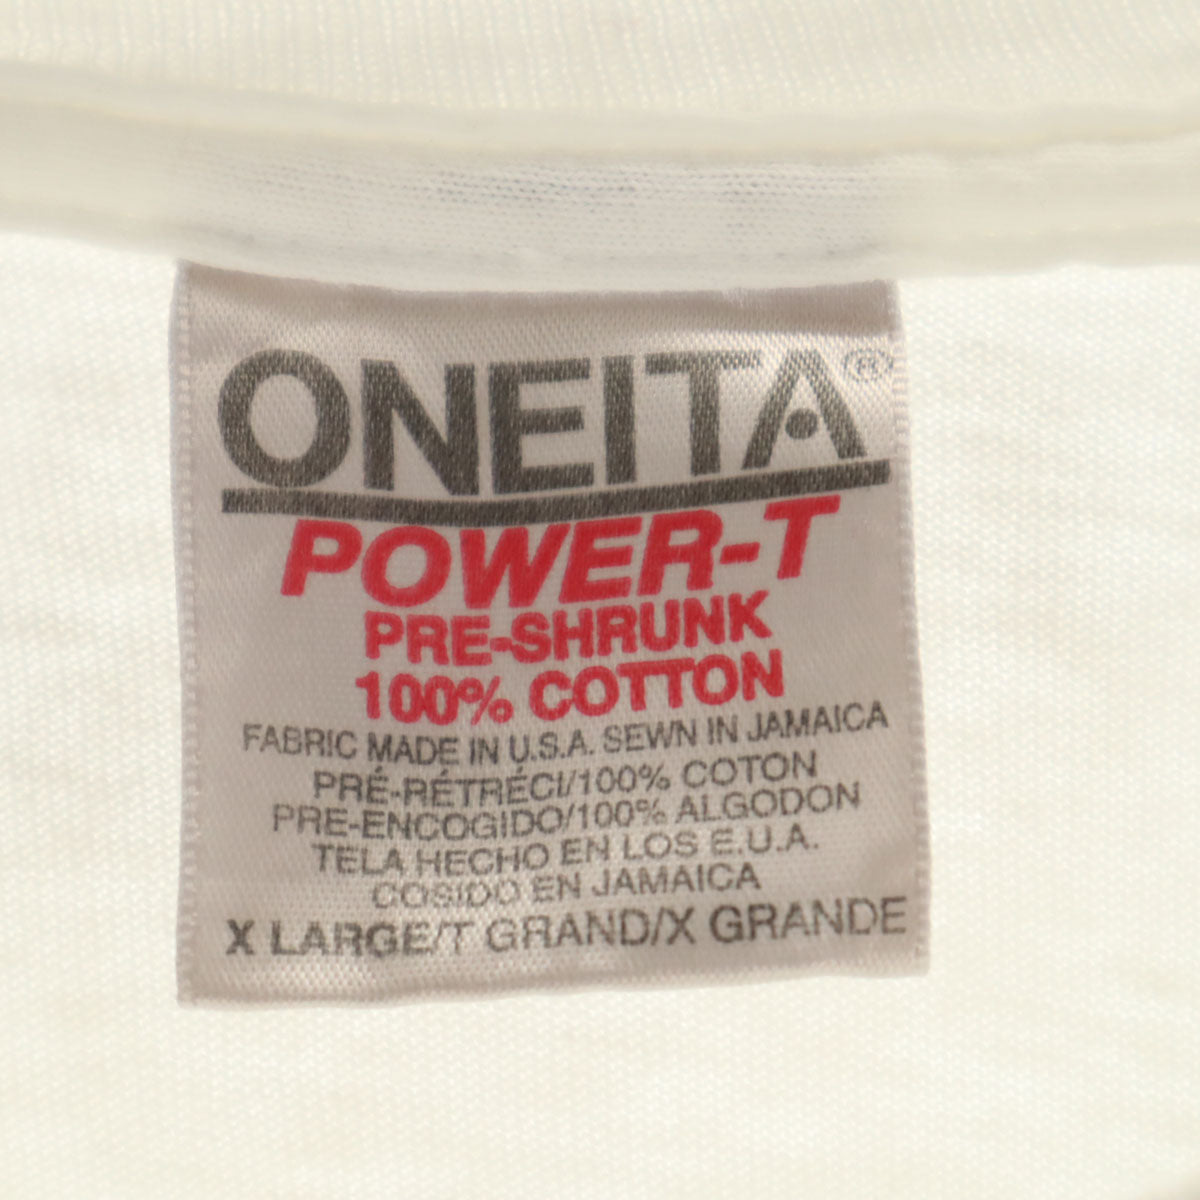 ONEITA®
POWER-T
PRE-SHRUNK
100% COTTON
FABRIC MADE IN U.S.A. SEWN IN JAMAICA
PRÉ-RÉTRÉCI/100% COTON
PRE-ENCOGIDO/100% ALGODON
TELA HECHO EN LOS E.U.A.
COSIDO EN JAMAICA
X LARGE/T GRAND/X GRANDE